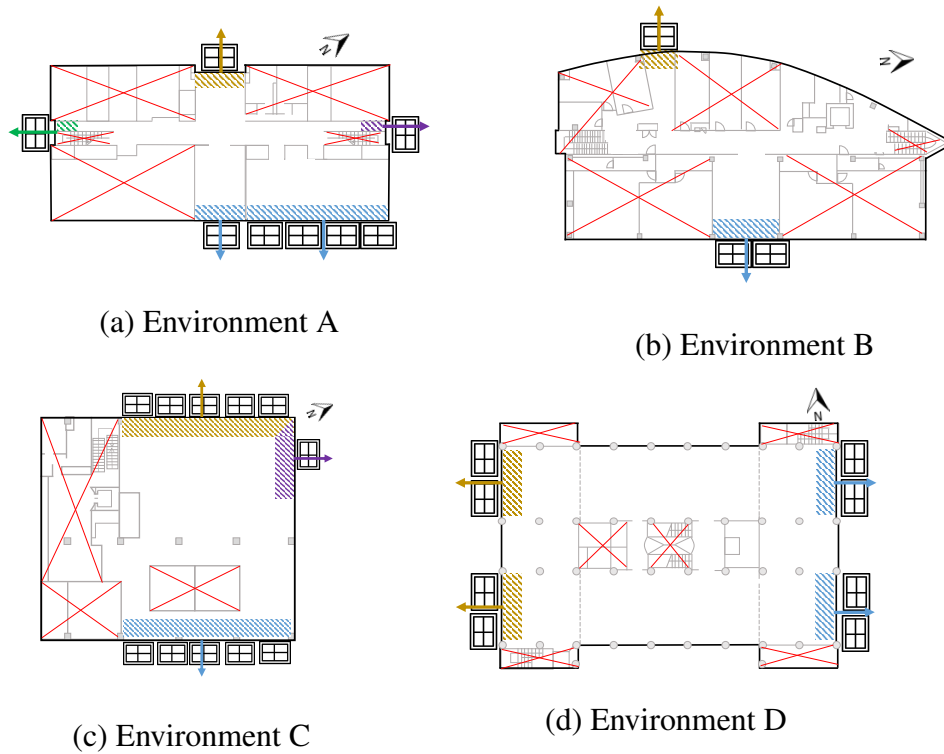 N
N
(a) Environment A
(b) Environment B
N
N
(c) Environment C
(d) Environment D